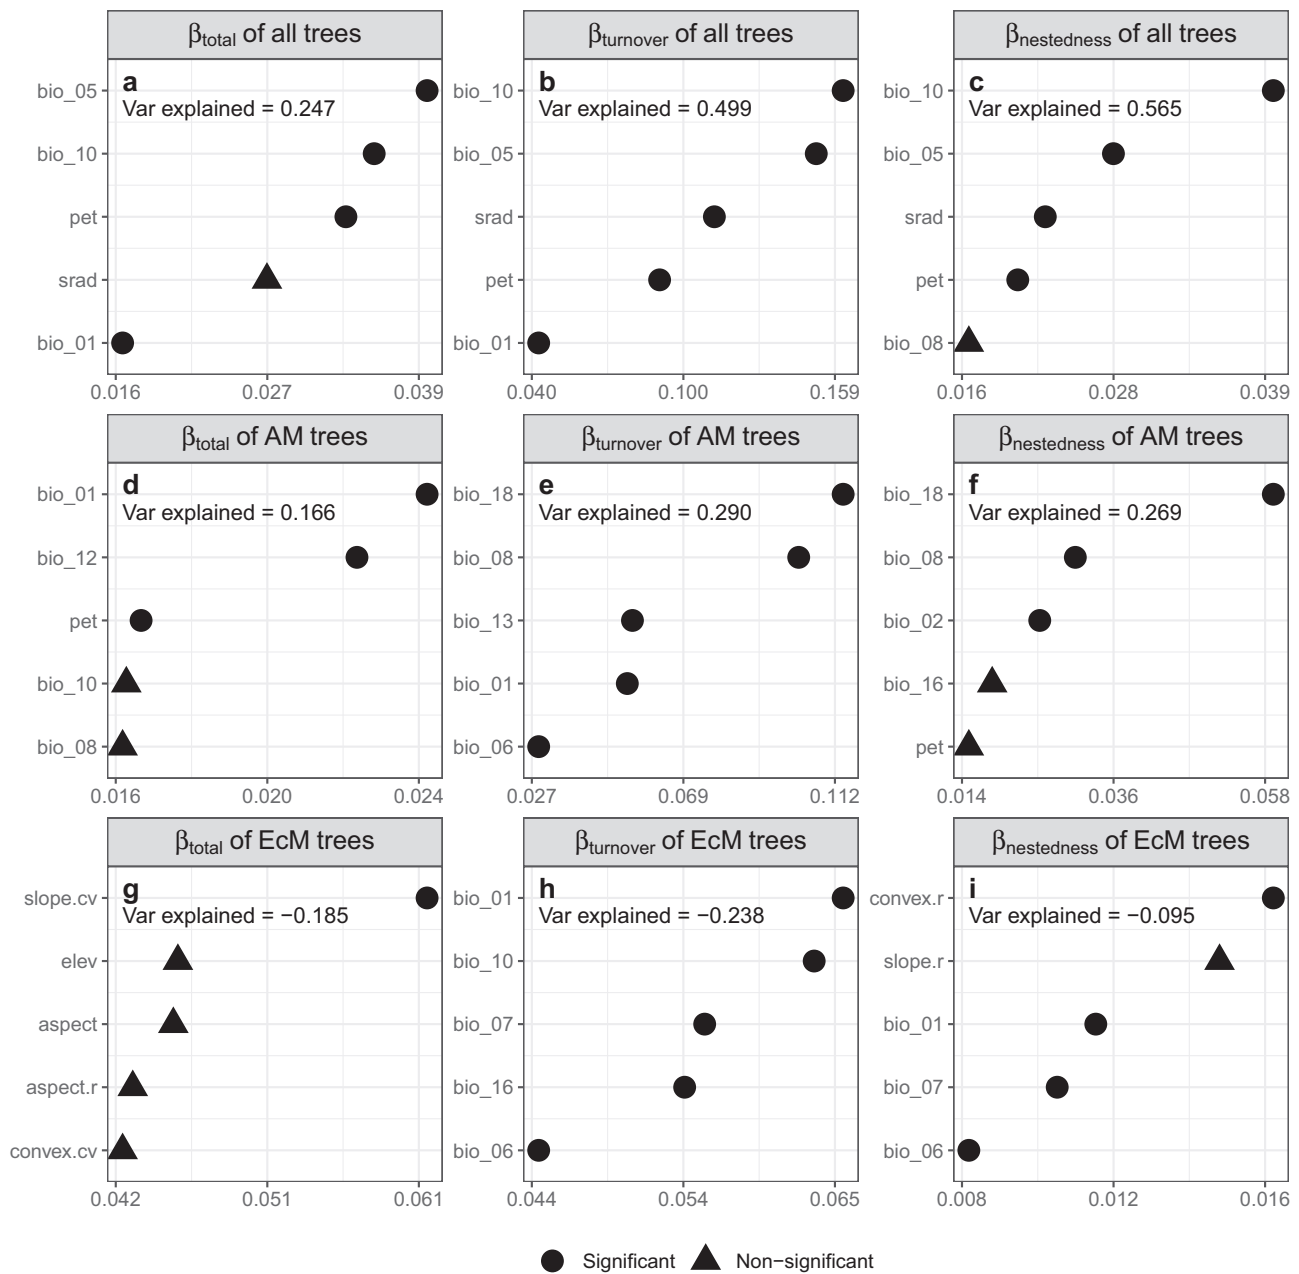 βtotal of all trees
a
Var explained = 0.247
bio_05
bio_10
pet
srad
bio_01
0.016 0.027 0.039
βturnover of all trees
b
Var explained = 0.499
bio_10
bio_05
srad
pet
bio_01
0.040 0.100 0.159
βnestedness of all trees
c
Var explained = 0.565
bio_10
bio_05
srad
pet
bio_08
0.016 0.028 0.039
βtotal of AM trees
d
Var explained = 0.166
bio_01
bio_12
pet
bio_10
bio_08
0.016 0.020 0.024
βturnover of AM trees
e
Var explained = 0.290
bio_18
bio_08
bio_13
bio_01
bio_06
0.027 0.069 0.112
βnestedness of AM trees
f
Var explained = 0.269
bio_18
bio_08
bio_02
bio_16
pet
0.014 0.036 0.058
βtotal of EcM trees
g
Var explained = −0.185
slope.cv
elev
aspect
aspect.r
convex.cv
0.042 0.051 0.061
βturnover of EcM trees
h
Var explained = −0.238
bio_01
bio_10
bio_07
bio_16
bio_06
0.044 0.054 0.065
βnestedness of EcM trees
i
Var explained = −0.095
convex.r
slope.r
bio_01
bio_07
bio_06
0.008 0.012 0.016
Significant Non−significant